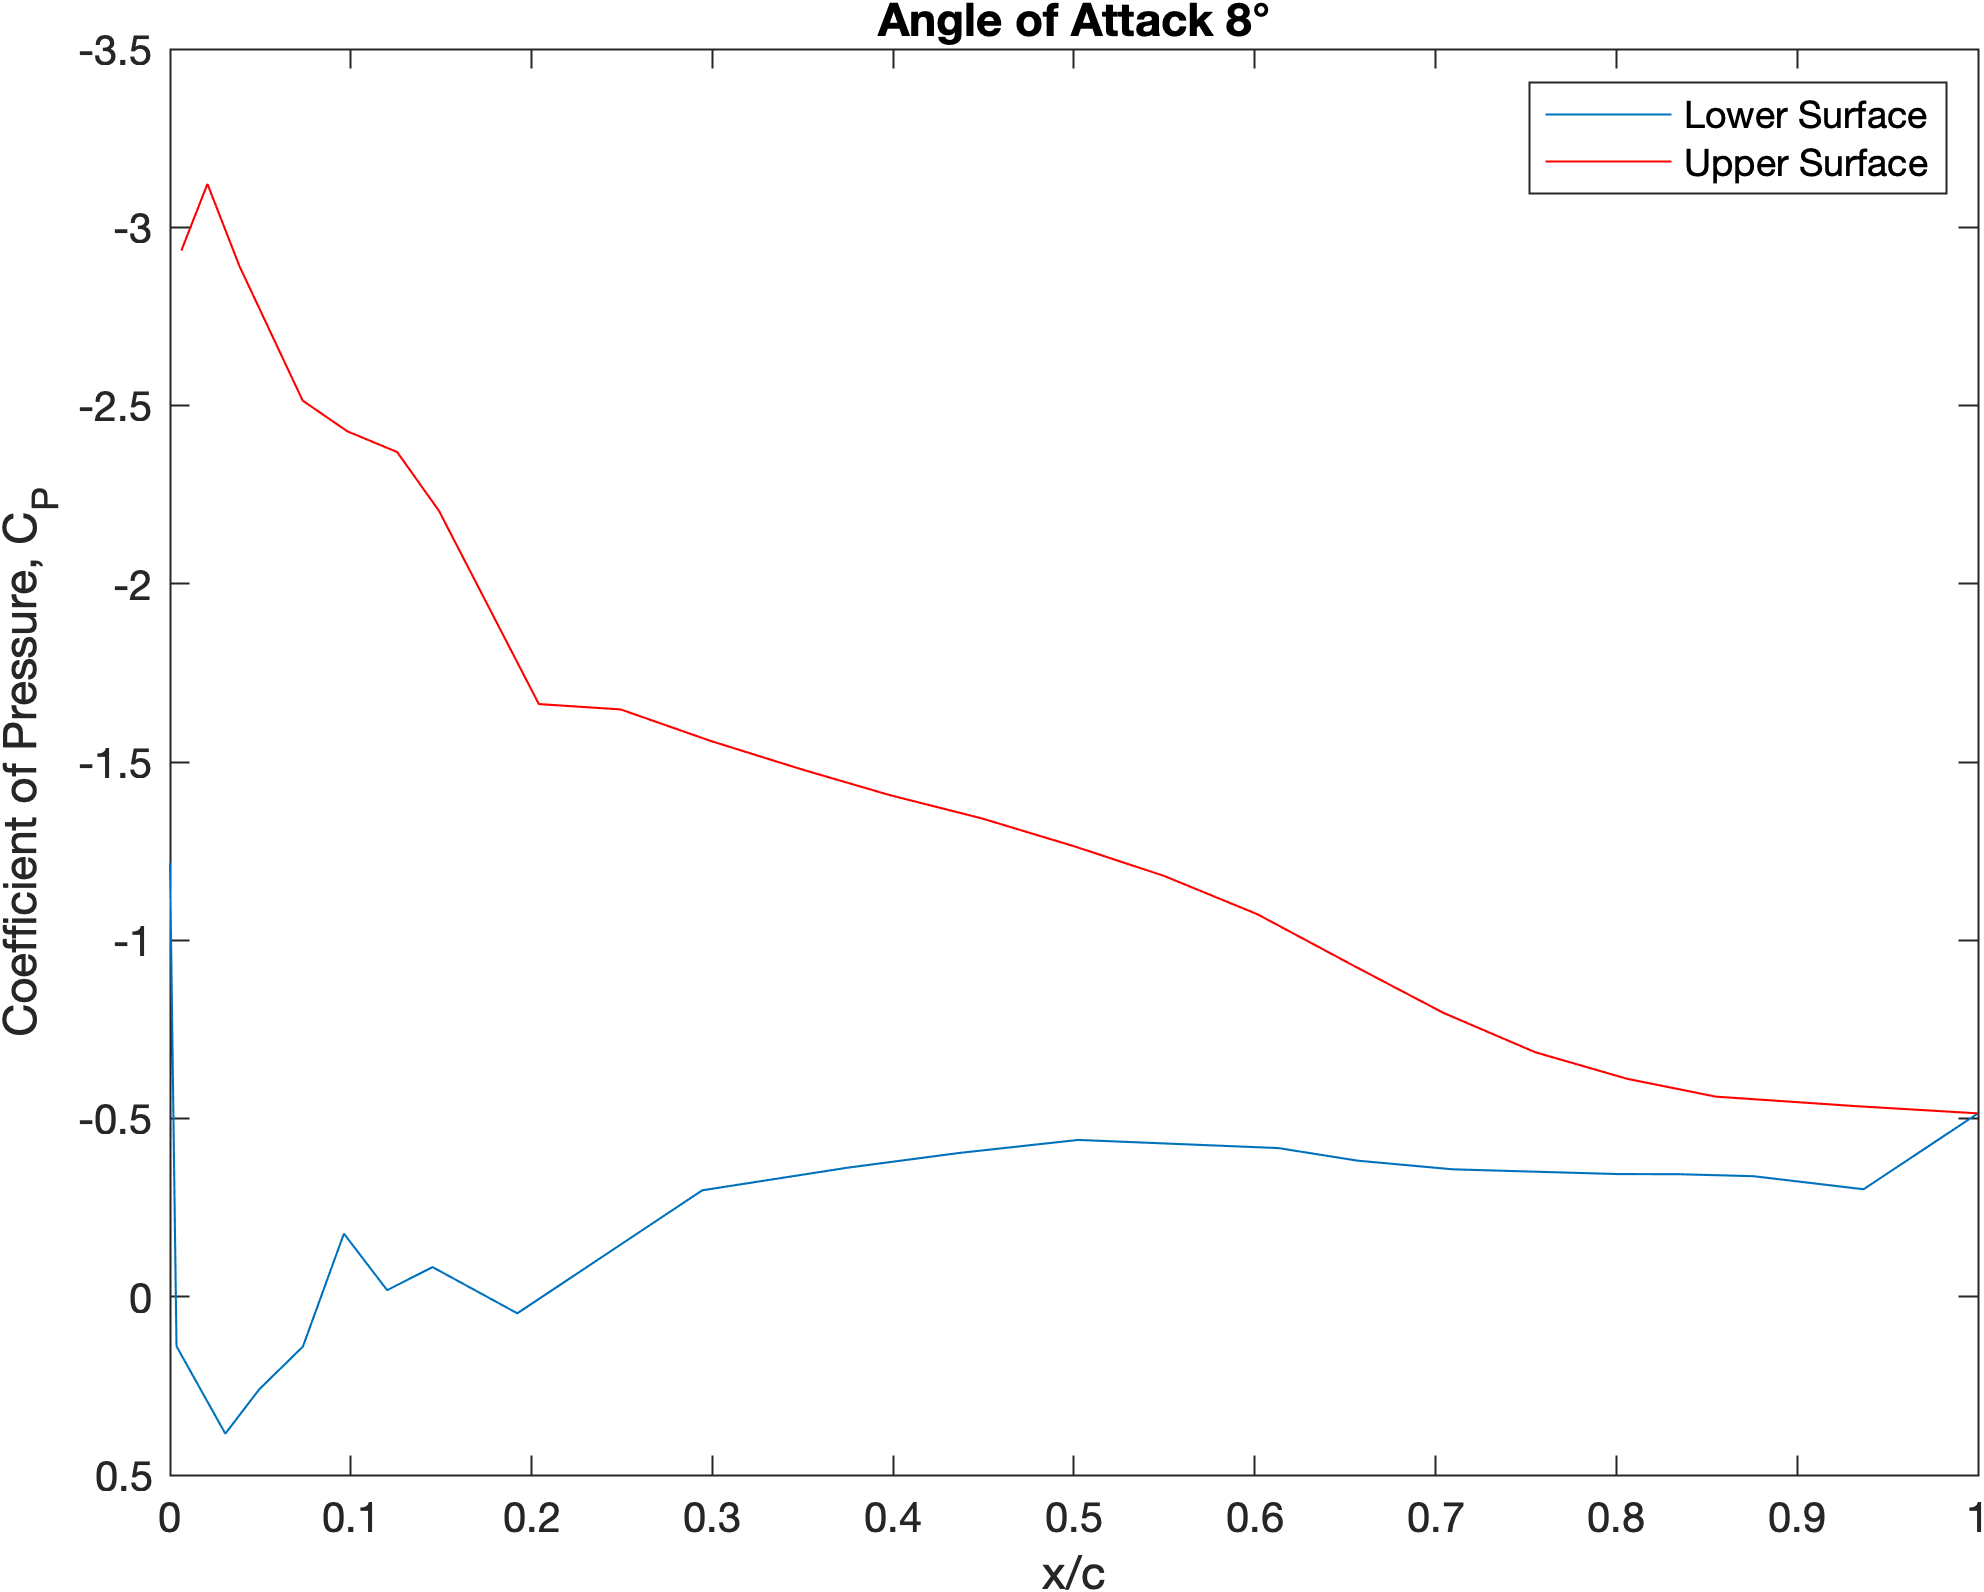 Angle of Attack 8°
-3.5
-3
-2.5
-2
-1.5
-1
-0.5
0
0.5
Coefficient of Pressure, C_P
Lower Surface
Upper Surface
0 0.1 0.2 0.3 0.4 0.5 0.6 0.7 0.8 0.9 1
x/c